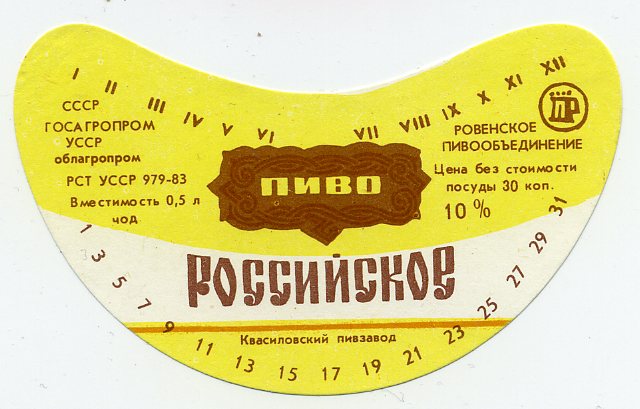 I II III IV V VI VII VIII IX X XI XII
СССР
ГОСАГРОПРОМ
УССР
облагропром
РСТ УССР 979-83
Вместимость 0,5 л
чод
ПР
РОВЕНСКОЕ
ПИВООБЪЕДИНЕНИЕ
Цена без стоимости
посуды 30 коп.
10 %
ПИВО
РОССИЙСКОЕ
Квасиловский пивзавод
1 3 5 7 9 11 13 15 17 19 21 23 25 27 29 31